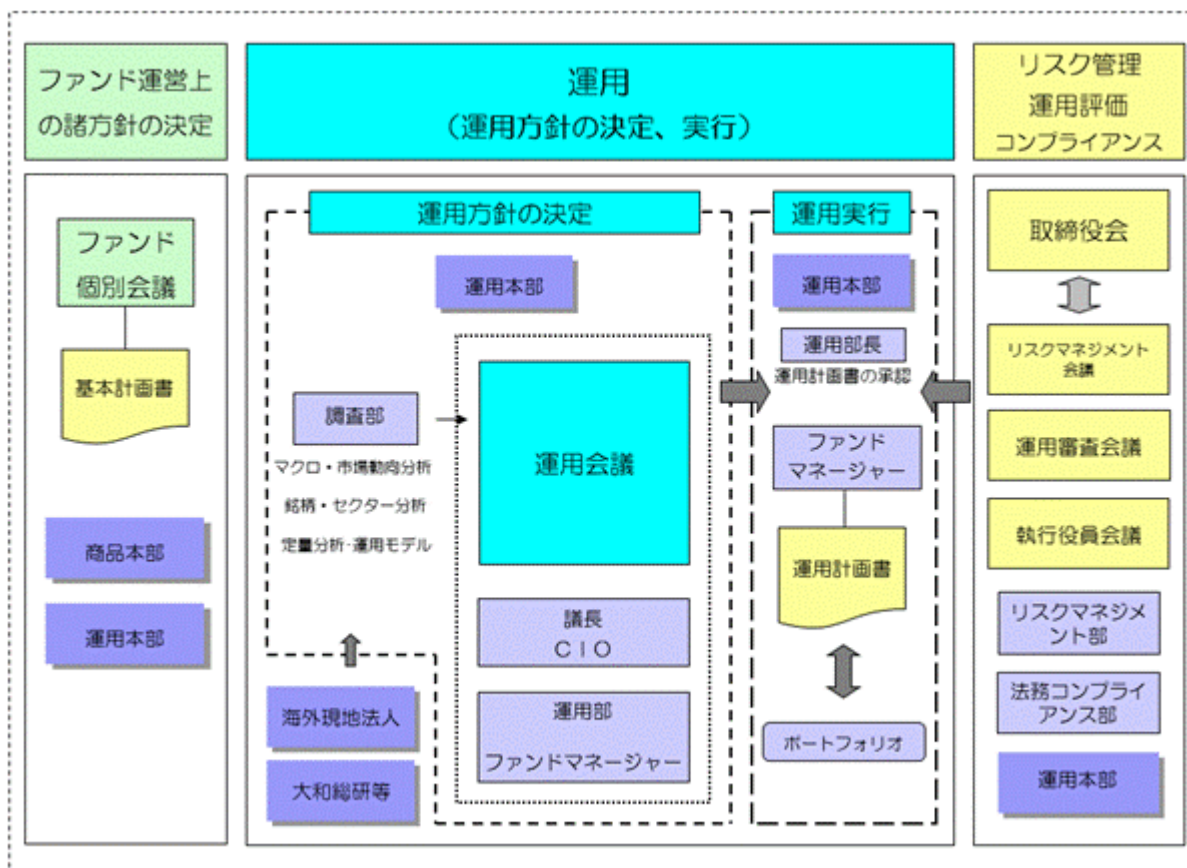 ファンド運営上
の諸方針の決定
運用
（運用方針の決定、実行）
リスク管理
運用評価
コンプライアンス
ファンド
個別会議
基本計画書
商品本部
運用本部
運用方針の決定
運用本部
調査部
マクロ・市場動向分析
銘柄・セクター分析
定量分析・運用モデル
運用会議
議長
ＣＩＯ
運用部
ファンドマネージャー
海外現地法人
大和総研等
運用実行
運用本部
運用部長
運用計画書の承認
ファンド
マネージャー
運用計画書
ポートフォリオ
取締役会
リスクマネジメント
会議
運用審査会議
執行役員会議
リスクマネジメ
ント部
法務コンプライ
アンス部
運用本部